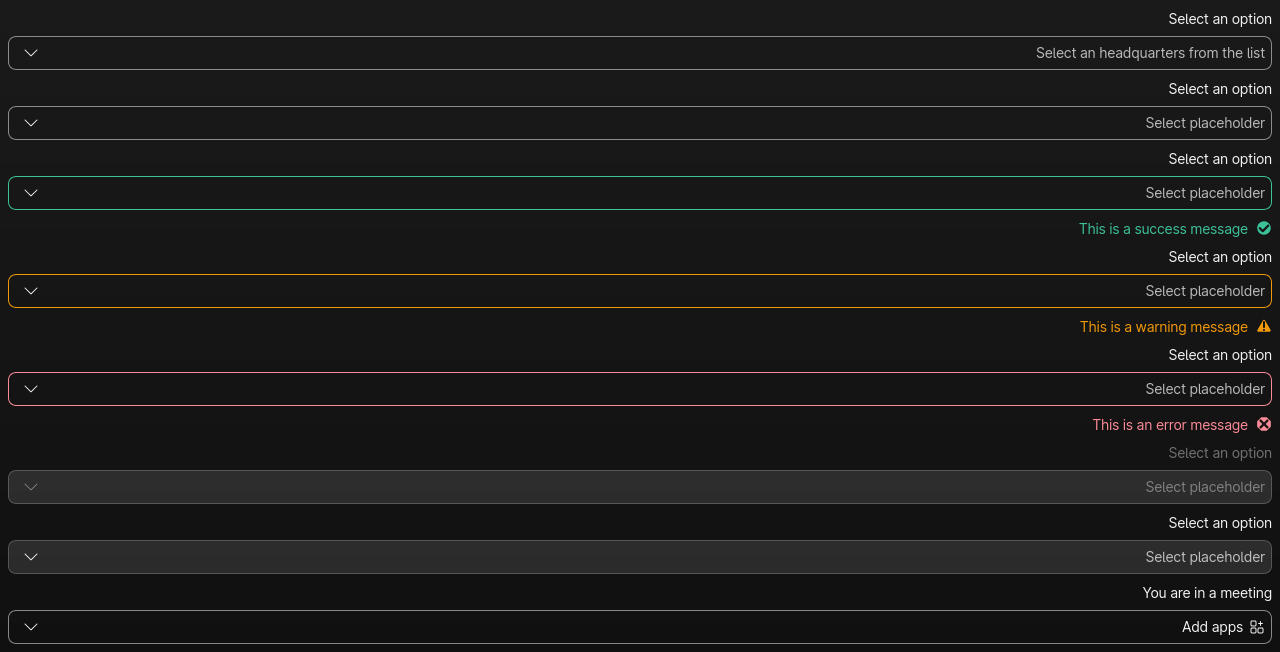 Select an option
Select an headquarters from the list
Select an option
Select placeholder
Select an option
Select placeholder
This is a success message
Select an option
Select placeholder
This is a warning message
Select an option
Select placeholder
This is an error message
Select an option
Select placeholder
Select an option
Select placeholder
You are in a meeting
Add apps